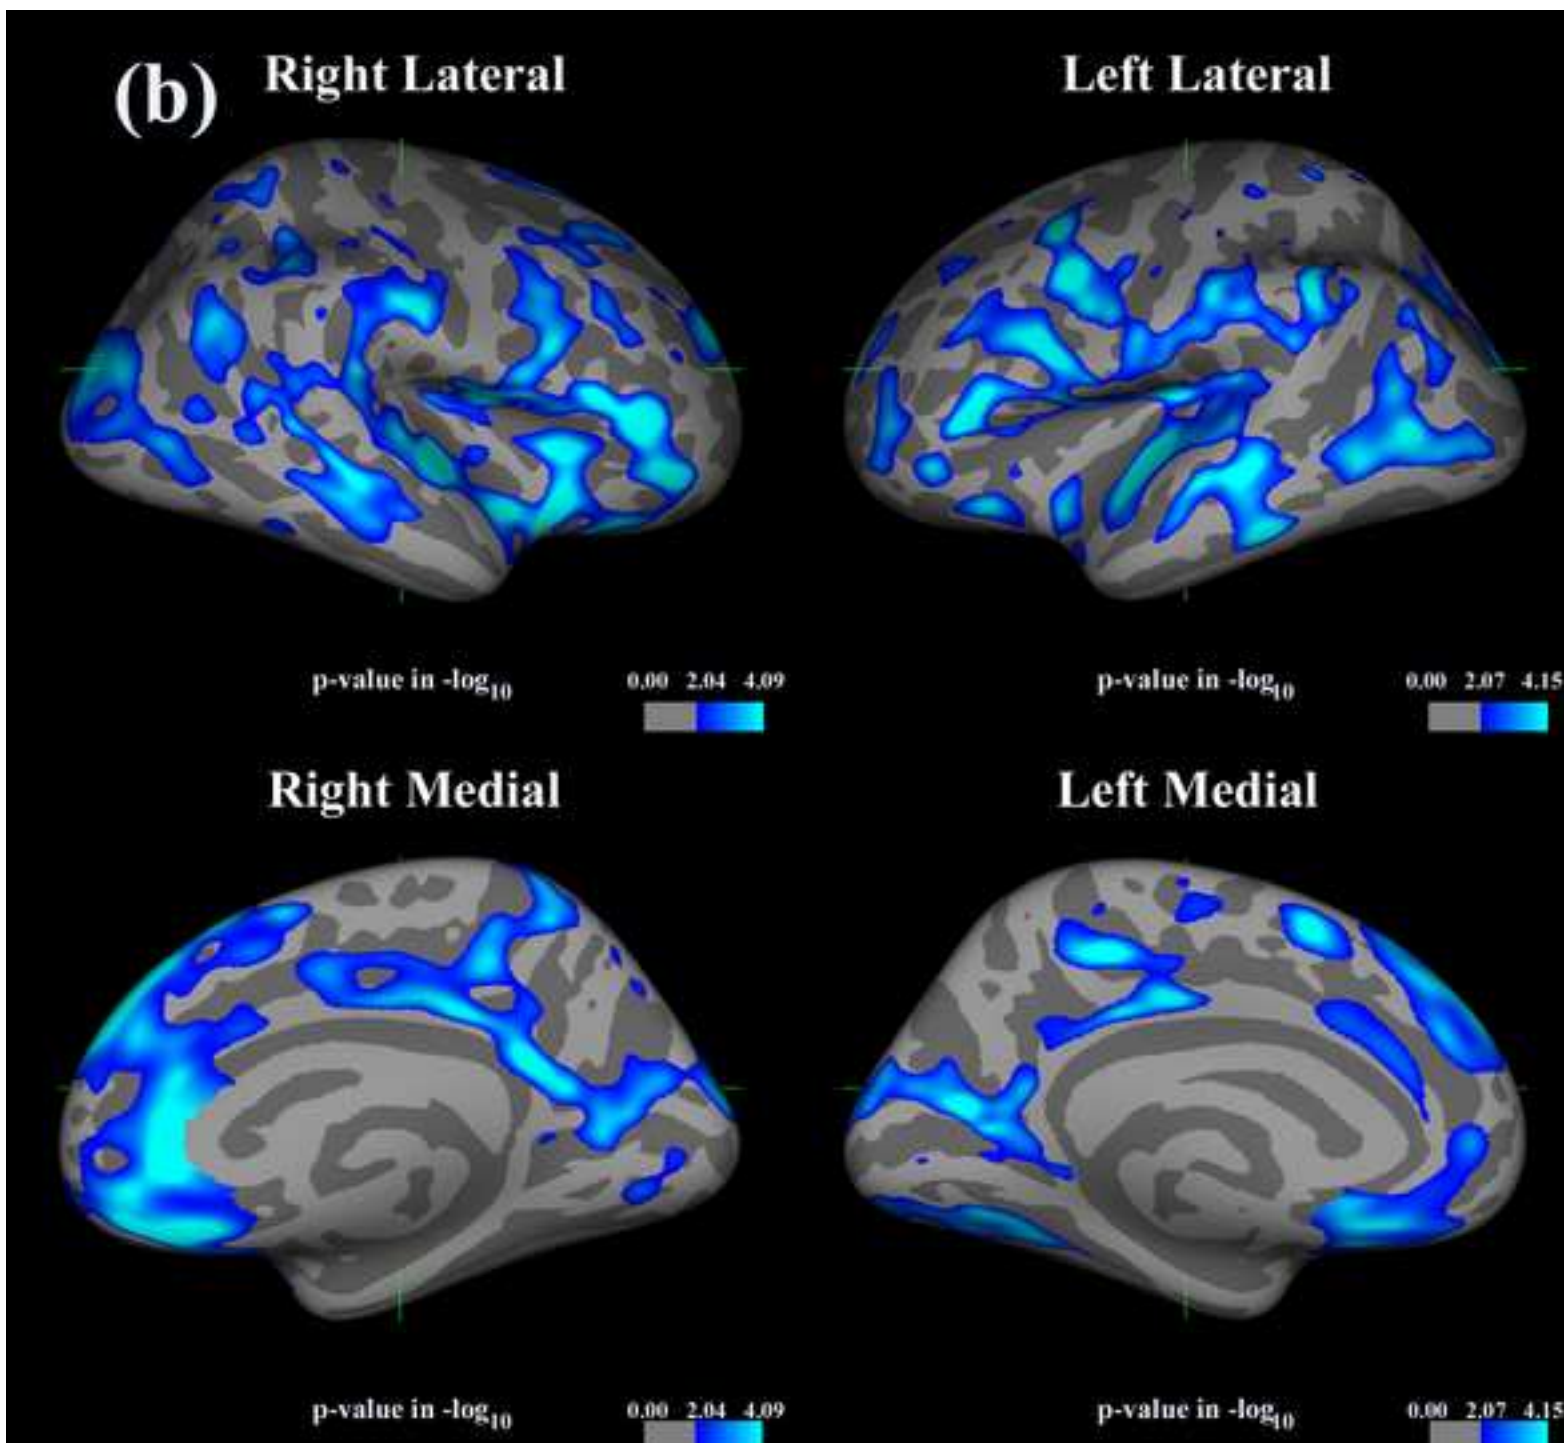 (b) Right Lateral Left Lateral
p-value in -log10 0.00 2.04 4.09 p-value in -log10 0.00 2.07 4.15
Right Medial Left Medial
p-value in -log10 0.00 2.04 4.09 p-value in -log10 0.00 2.07 4.15